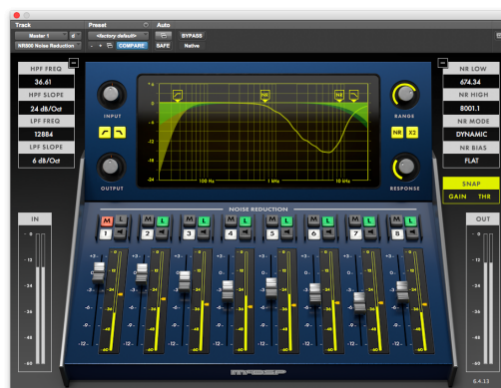 Track Preset Auto
Master 1 <factory default> BYPASS
NR800 Noise Reduction COMPARE SAFE Native
HPF FREQ
36.61
HPF SLOPE
24 dB/Oct
LPF FREQ
12884
LPF SLOPE
6 dB/Oct
INPUT
OUTPUT
NR
100 Hz 1 kHz 10 kHz
RANGE
NR X2
RESPONSE
NR LOW
674.34
NR HIGH
8001.1
NR MODE
DYNAMIC
NR BIAS
FLAT
SNAP
GAIN THR
NOISE REDUCTION
M L M L M L M L M L M L M L M L
1 2 3 4 5 6 7 8
IN
OUT
McDSP
6.4.13